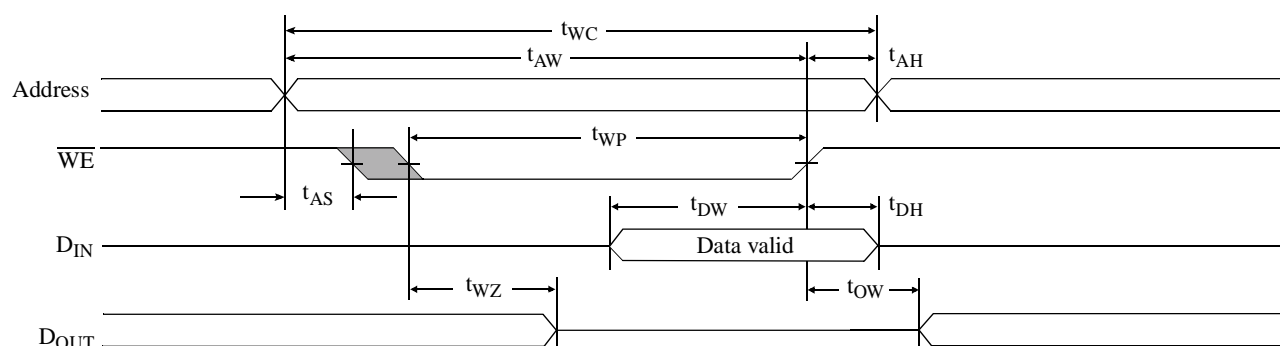 tWC
tAW
tAH
Address
tWP
WE
tAS
tDW
tDH
DIN
Data valid
tWZ
tOW
DOUT